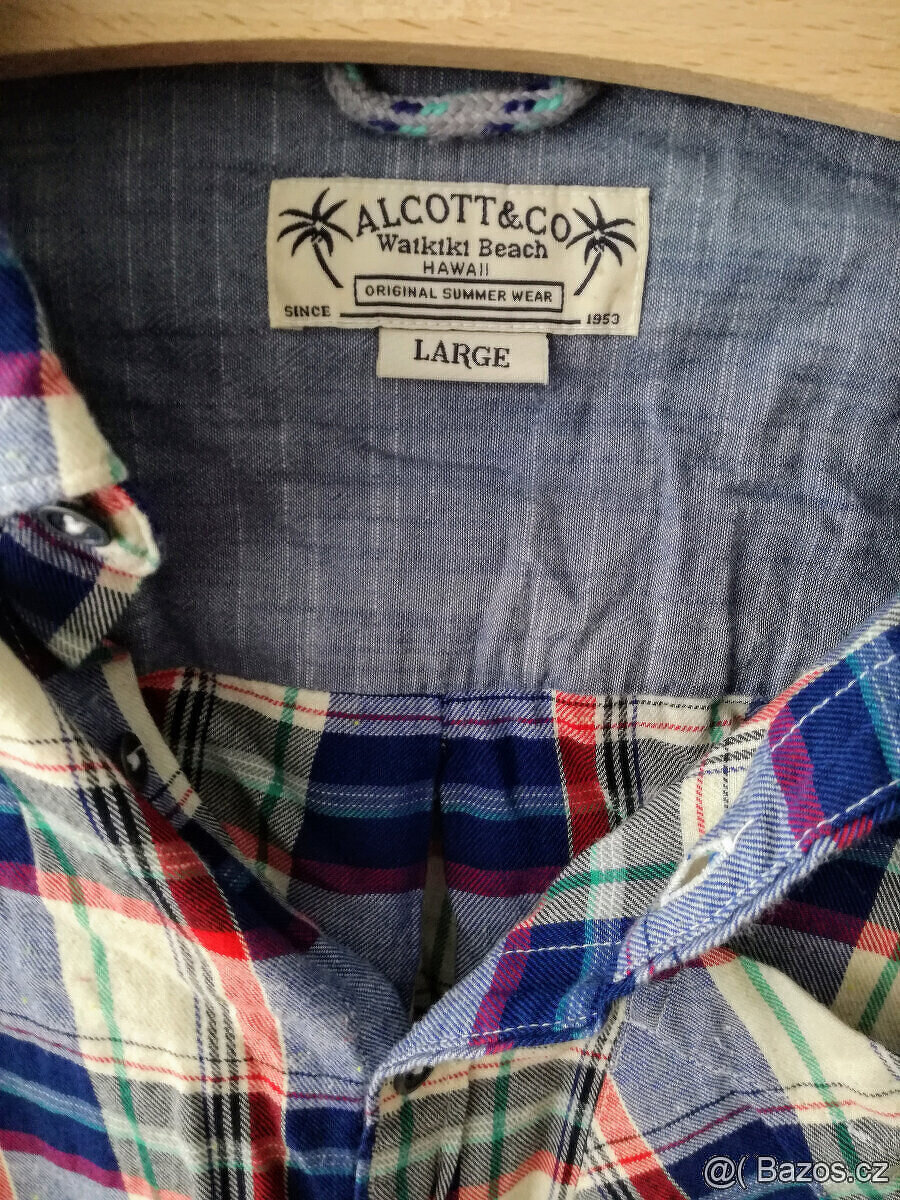 ALCOTT&CO
Waikiki Beach
HAWAII
ORIGINAL SUMMER WEAR
SINCE 1953
LARGE
@( Bazos.cz